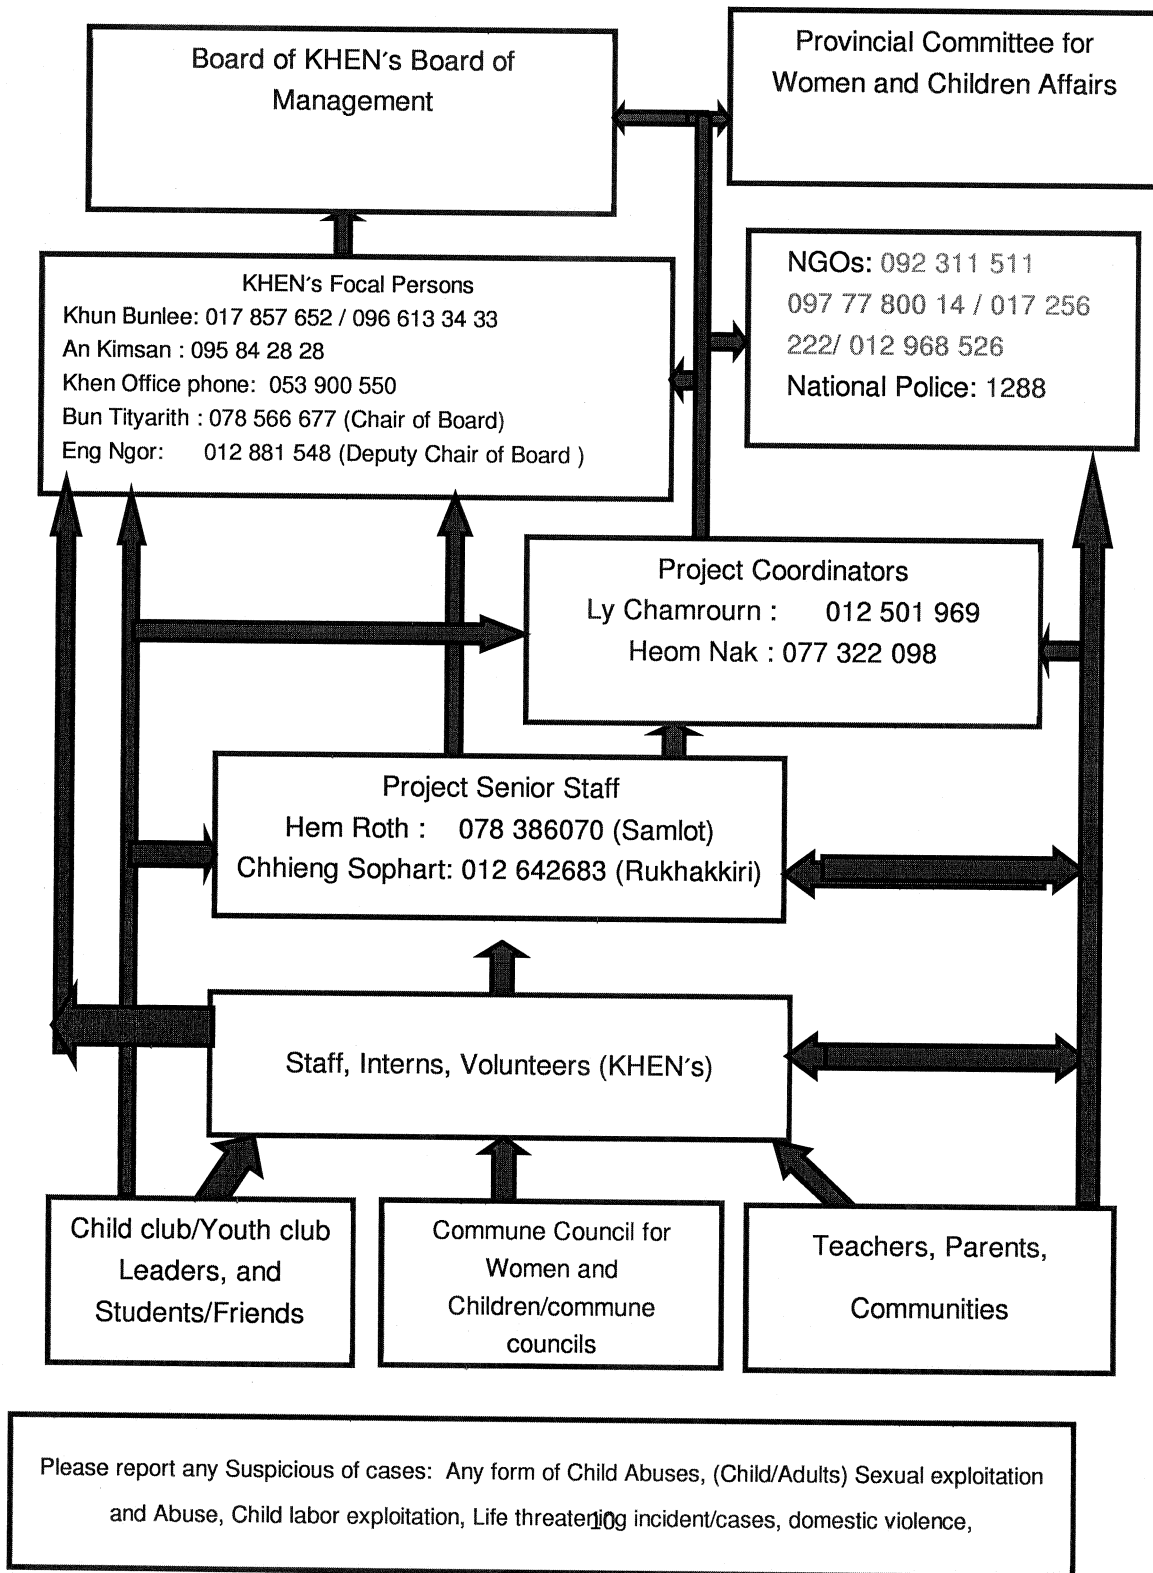 Board of KHEN's Board of
Management
Provincial Committee for
Women and Children Affairs
KHEN's Focal Persons
Khun Bunlee: 017 857 652 / 096 613 34 33
An Kimsan : 095 84 28 28
Khen Office phone: 053 900 550
Bun Tityarith : 078 566 677 (Chair of Board)
Eng Ngor: 012 881 548 (Deputy Chair of Board )
NGOs: 092 311 511
097 77 800 14 / 017 256
222/ 012 968 526
National Police: 1288
Project Coordinators
Ly Chamrourn : 012 501 969
Heom Nak : 077 322 098
Project Senior Staff
Hem Roth : 078 386070 (Samlot)
Chhieng Sophart: 012 642683 (Rukhakkiri)
Staff, Interns, Volunteers (KHEN's)
Child club/Youth club
Leaders, and
Students/Friends
Commune Council for
Women and
Children/commune
councils
Teachers, Parents,
Communities
Please report any Suspicious of cases: Any form of Child Abuses, (Child/Adults) Sexual exploitation
and Abuse, Child labor exploitation, Life threatening incident/cases, domestic violence,
10